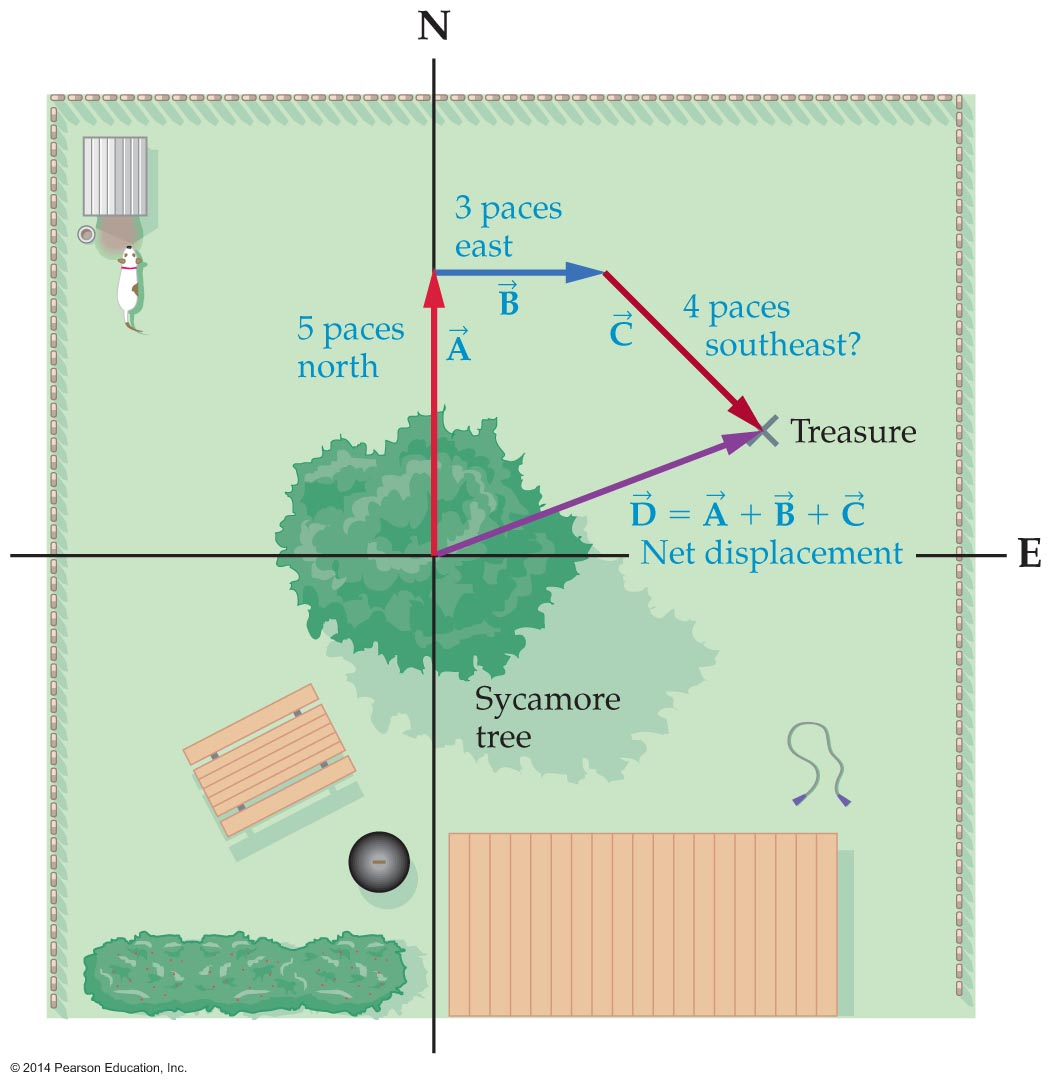 N
3 paces
east
B
5 paces
north
A
C
4 paces
southeast?
Treasure
D = A + B + C
Net displacement
E
Sycamore
tree
© 2014 Pearson Education, Inc.